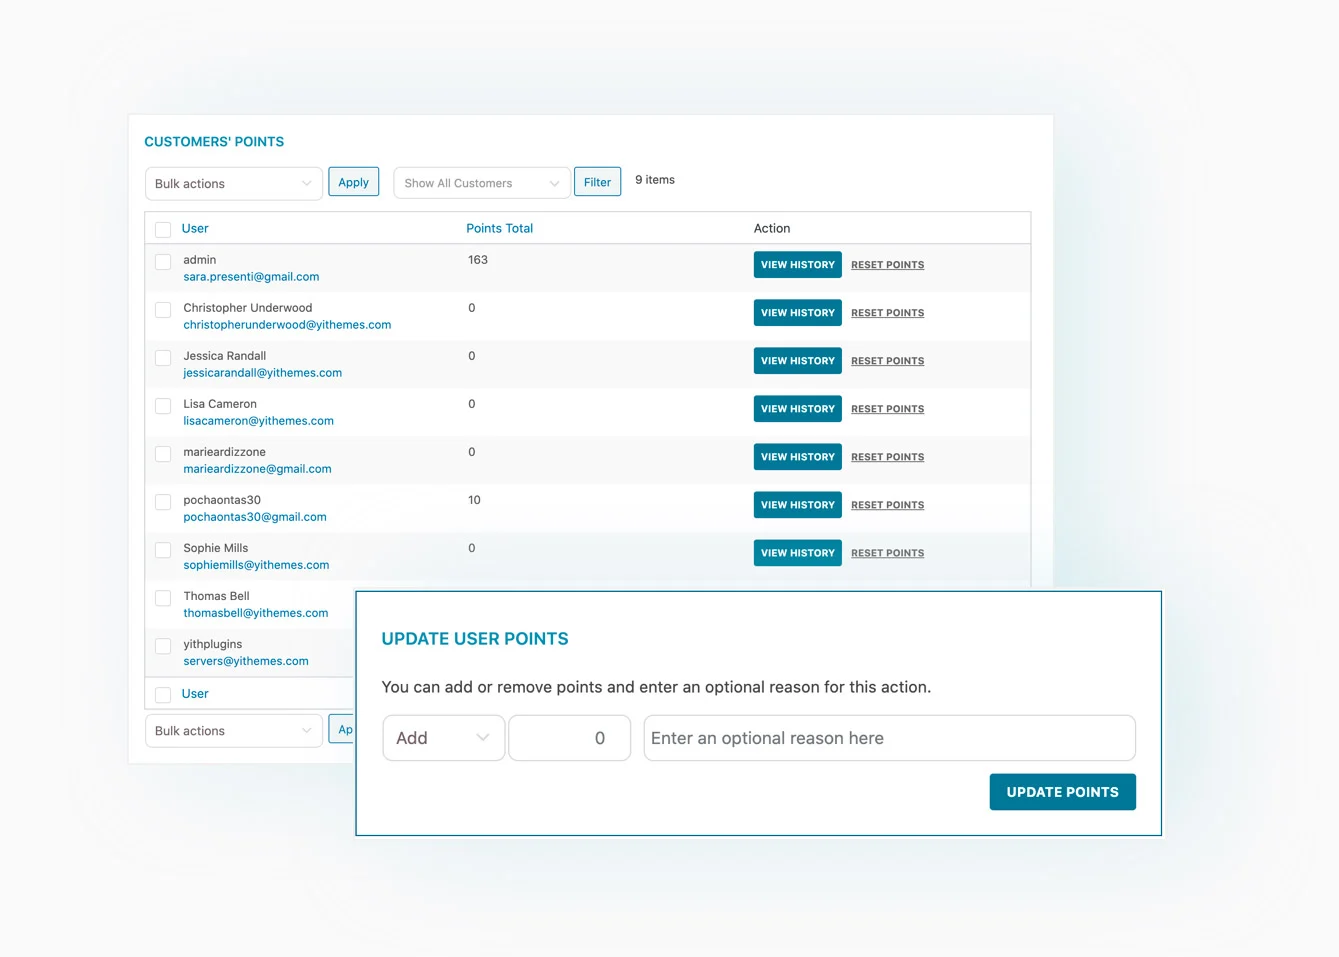 CUSTOMERS' POINTS
Bulk actions Apply Show All Customers Filter 9 items
User Points Total Action
admin 163 VIEW HISTORY RESET POINTS
sara.presenti@gmail.com
Christopher Underwood 0 VIEW HISTORY RESET POINTS
christopherunderwood@yithemes.com
Jessica Randall 0 VIEW HISTORY RESET POINTS
jessicarandall@yithemes.com
Lisa Cameron 0 VIEW HISTORY RESET POINTS
lisacameron@yithemes.com
marieardizzone 0 VIEW HISTORY RESET POINTS
marieardizzone@gmail.com
pochaontas30 10 VIEW HISTORY RESET POINTS
pochaontas30@gmail.com
Sophie Mills 0 VIEW HISTORY RESET POINTS
sophiemills@yithemes.com
Thomas Bell
thomasbell@yithemes.com
yithplugins
servers@yithemes.com
User
Bulk actions Ap
UPDATE USER POINTS
You can add or remove points and enter an optional reason for this action.
Add 0 Enter an optional reason here
UPDATE POINTS